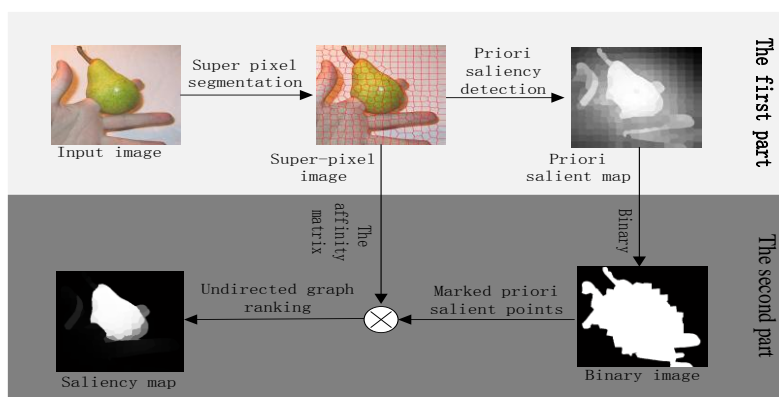 Super pixel
segmentation
Priori
saliency
detection
The first part
Input image
Super-pixel
image
Priori
salient map
The
affinity
matrix
Binary
The second part
Undirected graph
ranking
Marked priori
salient points
Saliency map
Binary image